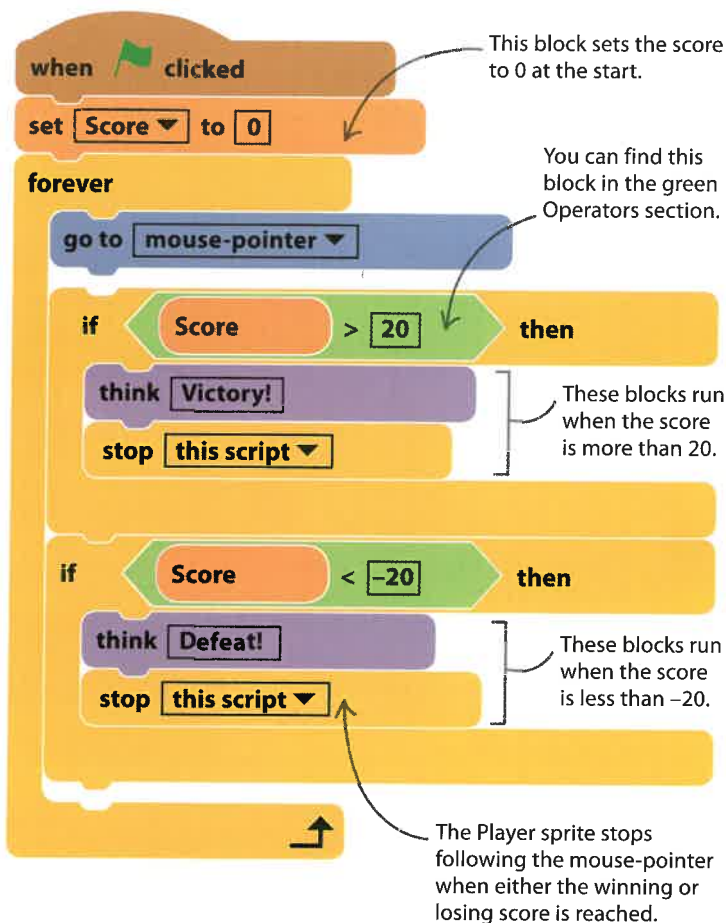 when clicked
This block sets the score
to 0 at the start.
set Score to 0
forever
You can find this
block in the green
Operators section.
go to mouse-pointer
if Score > 20 then
think Victory!
stop this script
These blocks run
when the score
is more than 20.
if Score < –20 then
think Defeat!
stop this script
These blocks run
when the score
is less than –20.
The Player sprite stops
following the mouse-pointer
when either the winning or
losing score is reached.